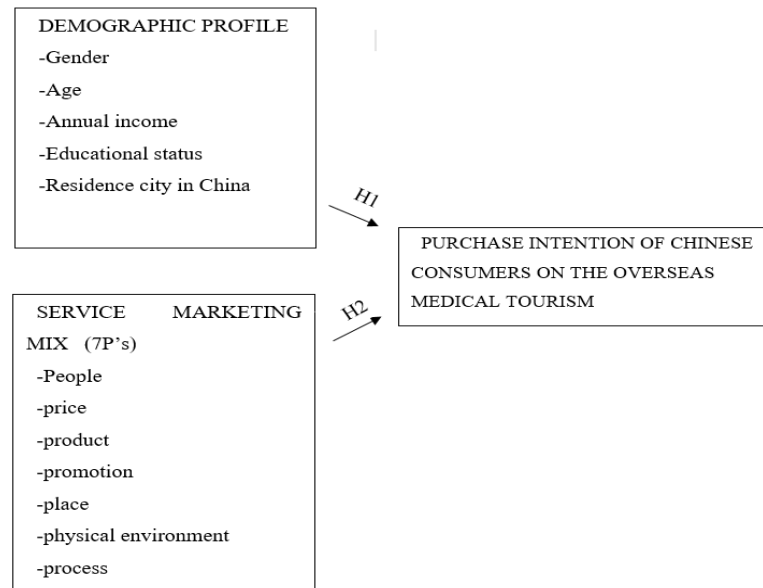 DEMOGRAPHIC PROFILE
-Gender
-Age
-Annual income
-Educational status
-Residence city in China
H1
PURCHASE INTENTION OF CHINESE
CONSUMERS ON THE OVERSEAS
MEDICAL TOURISM
H2
SERVICE MARKETING
MIX (7P’s)
-People
-price
-product
-promotion
-place
-physical environment
-process